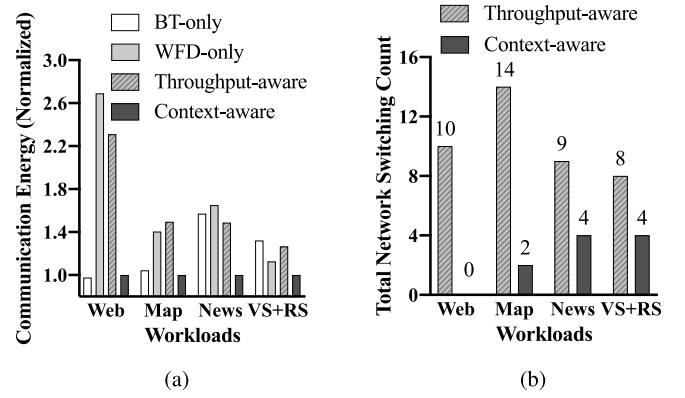 BT-only
WFD-only
Throughput-aware
Context-aware
Communication Energy (Normalized)
3.0
2.6
2.2
1.8
1.4
1.0
Web Map News VS+RS
Workloads
(a)
Throughput-aware
Context-aware
Total Network Switching Count
16
12
8
4
0
10
0
14
2
9
4
8
4
Web Map News VS+RS
Workloads
(b)